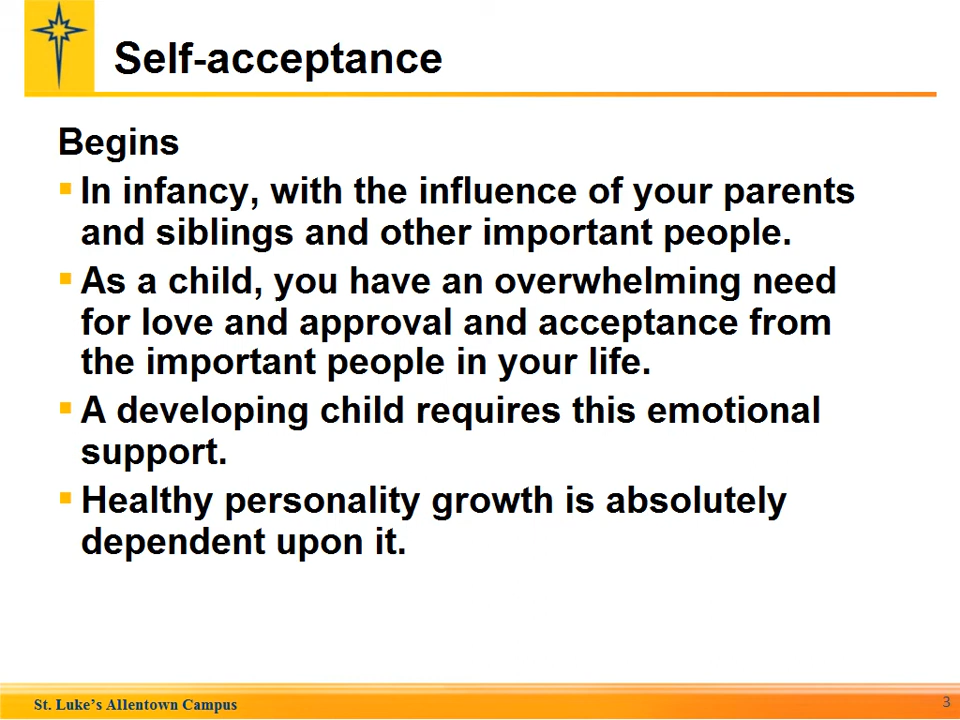 Self-acceptance
Begins
▪ In infancy, with the influence of your parents
and siblings and other important people.
▪ As a child, you have an overwhelming need
for love and approval and acceptance from
the important people in your life.
▪ A developing child requires this emotional
support.
▪ Healthy personality growth is absolutely
dependent upon it.
St. Luke's Allentown Campus
3